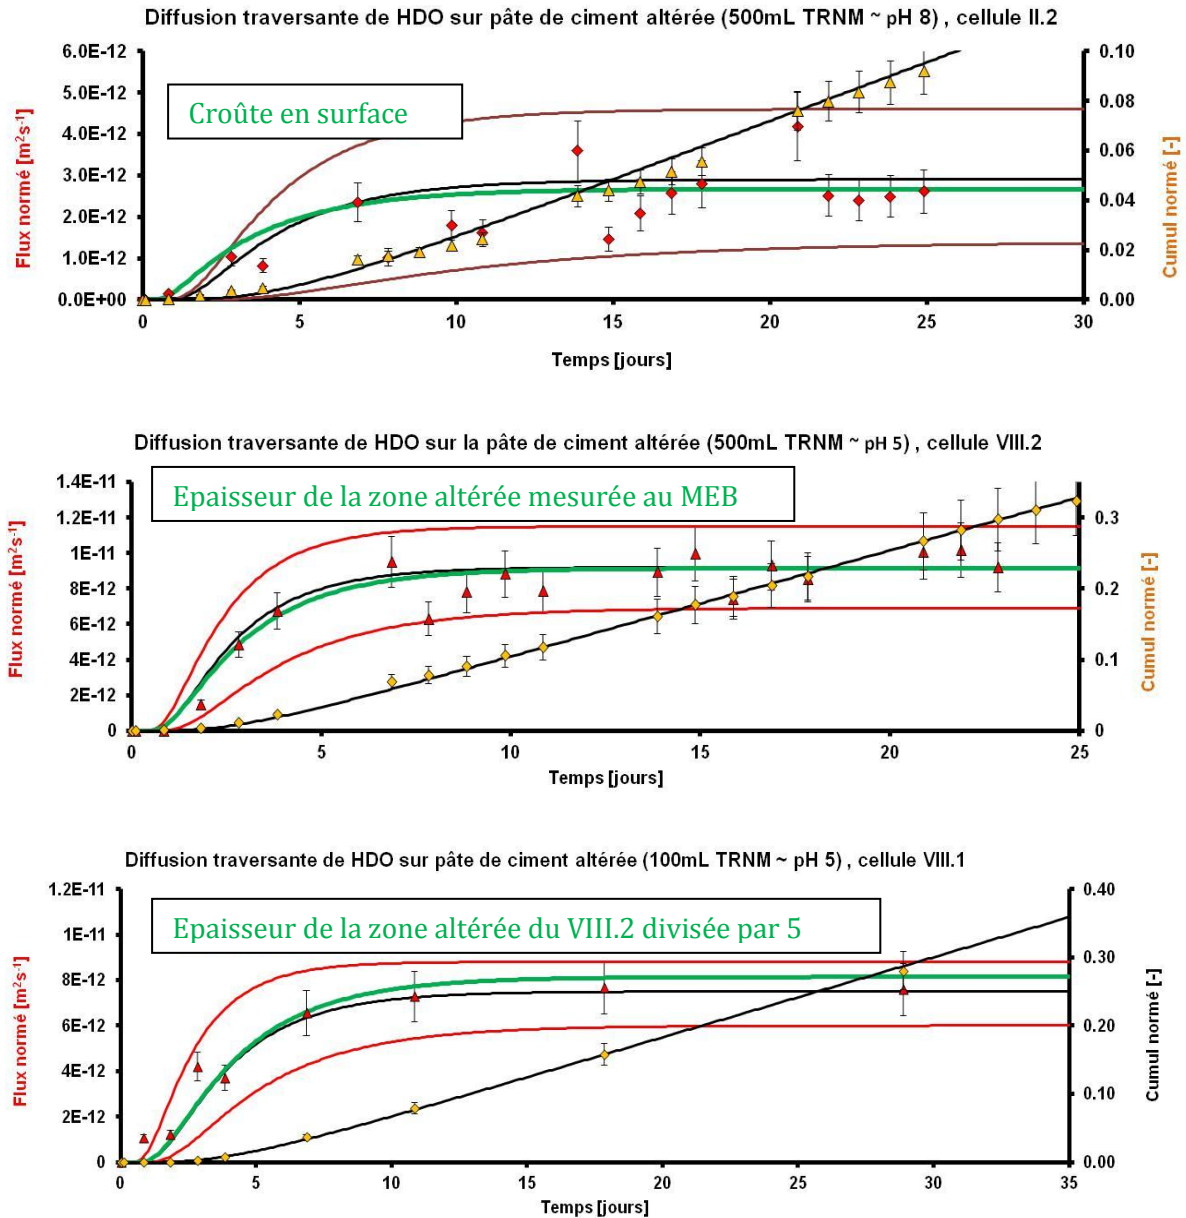 Diffusion traversante de HDO sur pâte de ciment altérée (500mL TRNM ~ pH 8) , cellule II.2
6.0E-12
5.0E-12
4.0E-12
3.0E-12
2.0E-12
1.0E-12
0.0E+00
Flux normé [m²s⁻¹]
Croûte en surface
0.10
0.08
0.06
0.04
0.02
0.00
Cumul normé [-]
0 5 10 15 20 25 30
Temps [jours]
Diffusion traversante de HDO sur la pâte de ciment altérée (500mL TRNM ~ pH 5) , cellule VIII.2
1.4E-11
1.2E-11
1E-11
8E-12
6E-12
4E-12
2E-12
0
Flux normé [m²s⁻¹]
Epaisseur de la zone altérée mesurée au MEB
0.3
0.2
0.1
0
Cumul normé [-]
0 5 10 15 20 25
Temps [jours]
Diffusion traversante de HDO sur pâte de ciment altérée (100mL TRNM ~ pH 5) , cellule VIII.1
1.2E-11
1E-11
8E-12
6E-12
4E-12
2E-12
0
Flux normé [m²s⁻¹]
Epaisseur de la zone altérée du VIII.2 divisée par 5
0.40
0.30
0.20
0.10
0.00
Cumul normé [-]
0 5 10 15 20 25 30 35
Temps [jours]